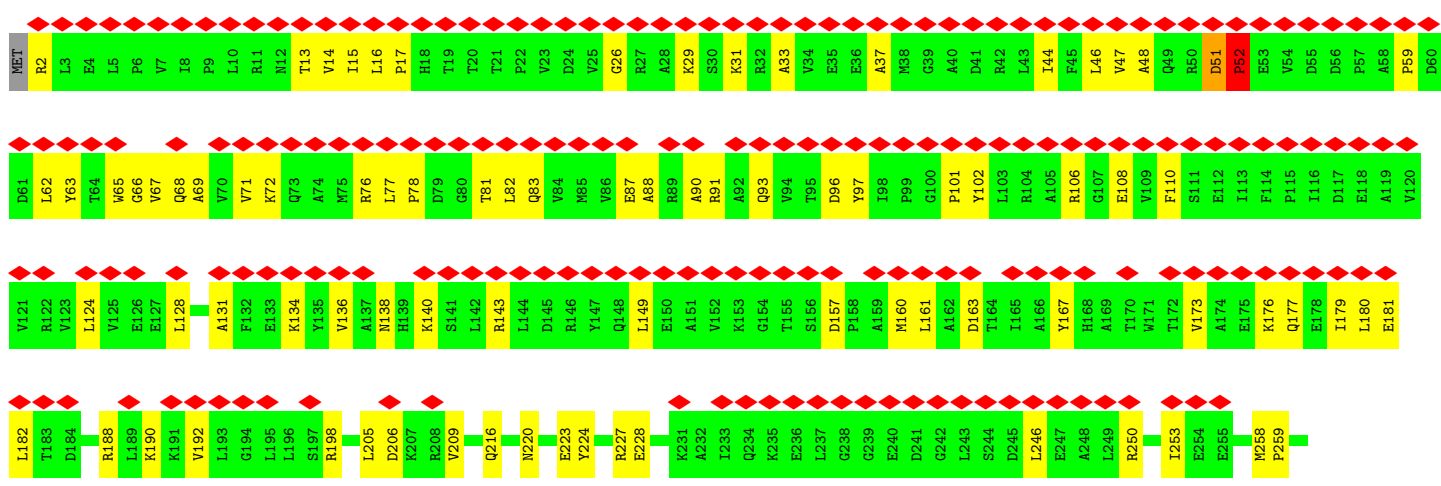 MET R2 L3 E4 L5 P6 V7 I8 P9 L10 R11 N12 T13 V14 I15 L16 P17 H18 T19 T20 T21 P22 V23 D24 V25 G26 R27 A28 K29 S30 K31 R32 A33 V34 E35 E36 A37 M38 G39 A40 D41 R42 L43 I44 F45 L46 V47 A48 Q49 R50 D51 P52 E53 V54 D55 D56 P57 A58 P59 D60
D61 L62 Y63 T64 W65 G66 V67 Q68 A69 V70 V71 K72 Q73 A74 M75 R76 L77 P78 D79 G80 T81 L82 Q83 V84 M85 V86 E87 A88 R89 A90 R91 A92 Q93 V94 T95 D96 Y97 I98 P99 G100 P101 Y102 L103 R104 A105 R106 G107 E108 V109 F110 S111 E112 I113 F114 P115 I116 D117 E118 A119 V120
V121 R122 V123 L124 V125 E126 E127 L128 A131 F132 E133 K134 Y135 V136 A137 N138 H139 K140 S141 L142 R143 L144 D145 R146 Y147 Q148 L149 E150 A151 V152 K153 G154 T155 S156 D157 P158 A159 M160 L161 A162 D163 T164 I165 A166 Y167 H168 A169 T170 W171 T172 V173 A174 E175 K176 Q177 E178 I179 L180 E181
L182 T183 D184 R188 L189 K190 K191 V192 L193 G194 L195 L196 S197 R198 L205 D206 K207 R208 V209 Q216 N220 E223 Y224 R227 E228 K231 A232 I233 Q234 K235 E236 L237 G238 G239 E240 D241 G242 L243 S244 D245 L246 E247 A248 L249 R250 I253 E254 E255 M258 P259